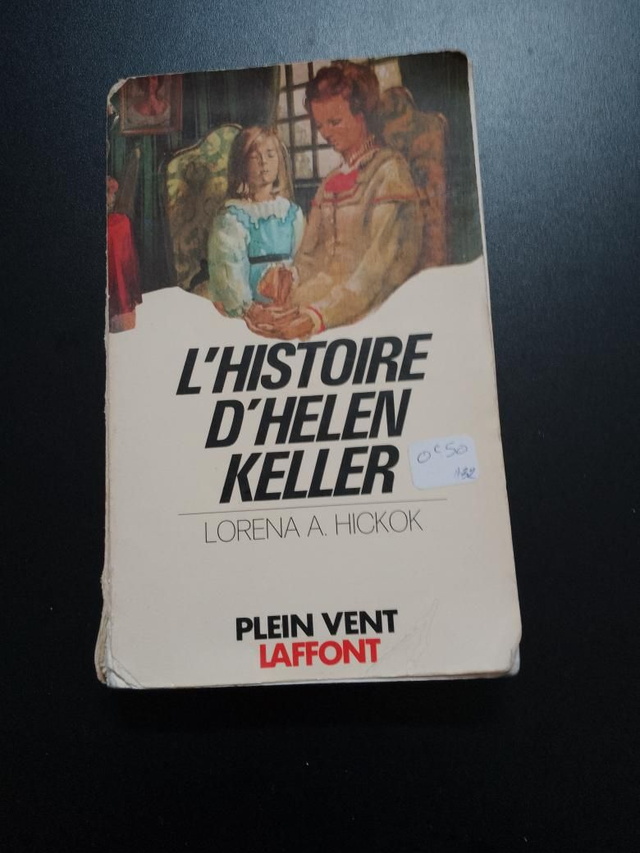 L'HISTOIRE
D'HELEN
KELLER
0€50
LORENA A. HICKOK
PLEIN VENT
LAFFONT